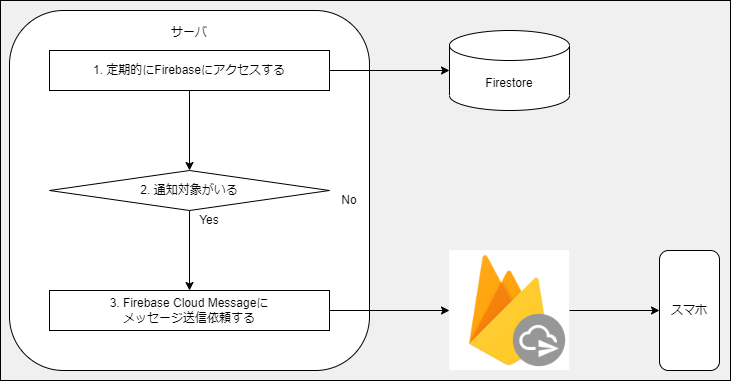 サーバ
1. 定期的にFirebaseにアクセスする
Firestore
2. 通知対象がいる
No
Yes
3. Firebase Cloud Messageに
メッセージ送信依頼する
スマホ